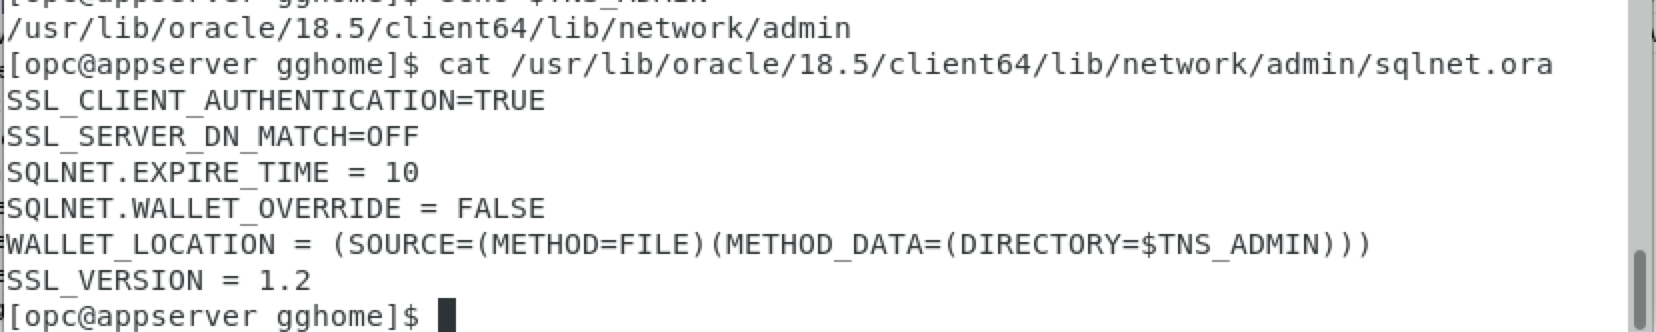 /usr/lib/oracle/18.5/client64/lib/network/admin
[opc@appserver gghome]$ cat /usr/lib/oracle/18.5/client64/lib/network/admin/sqlnet.ora
SSL_CLIENT_AUTHENTICATION=TRUE
SSL_SERVER_DN_MATCH=OFF
SQLNET.EXPIRE_TIME = 10
SQLNET.WALLET_OVERRIDE = FALSE
WALLET_LOCATION = (SOURCE=(METHOD=FILE)(METHOD_DATA=(DIRECTORY=$TNS_ADMIN)))
SSL_VERSION = 1.2
[opc@appserver gghome]$